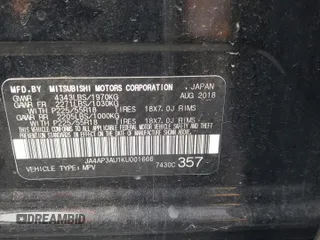 MFD.BY MITSUBISHI MOTORS CORPORATION , JAPAN
GVWR 4343LBS/1970KG AUG 2018
GAWR FR 2271LBS/1030KG
WITH P225/55R18 TIRES 18X7.0J RIMS
GAWR RR 2205LBS/1000KG
WITH P225/55R18 TIRES 18X7.0J RIMS
JA4AP3AU1KU001666
VEHICLE TYPE: MPV 7430C 357
DREAMBID